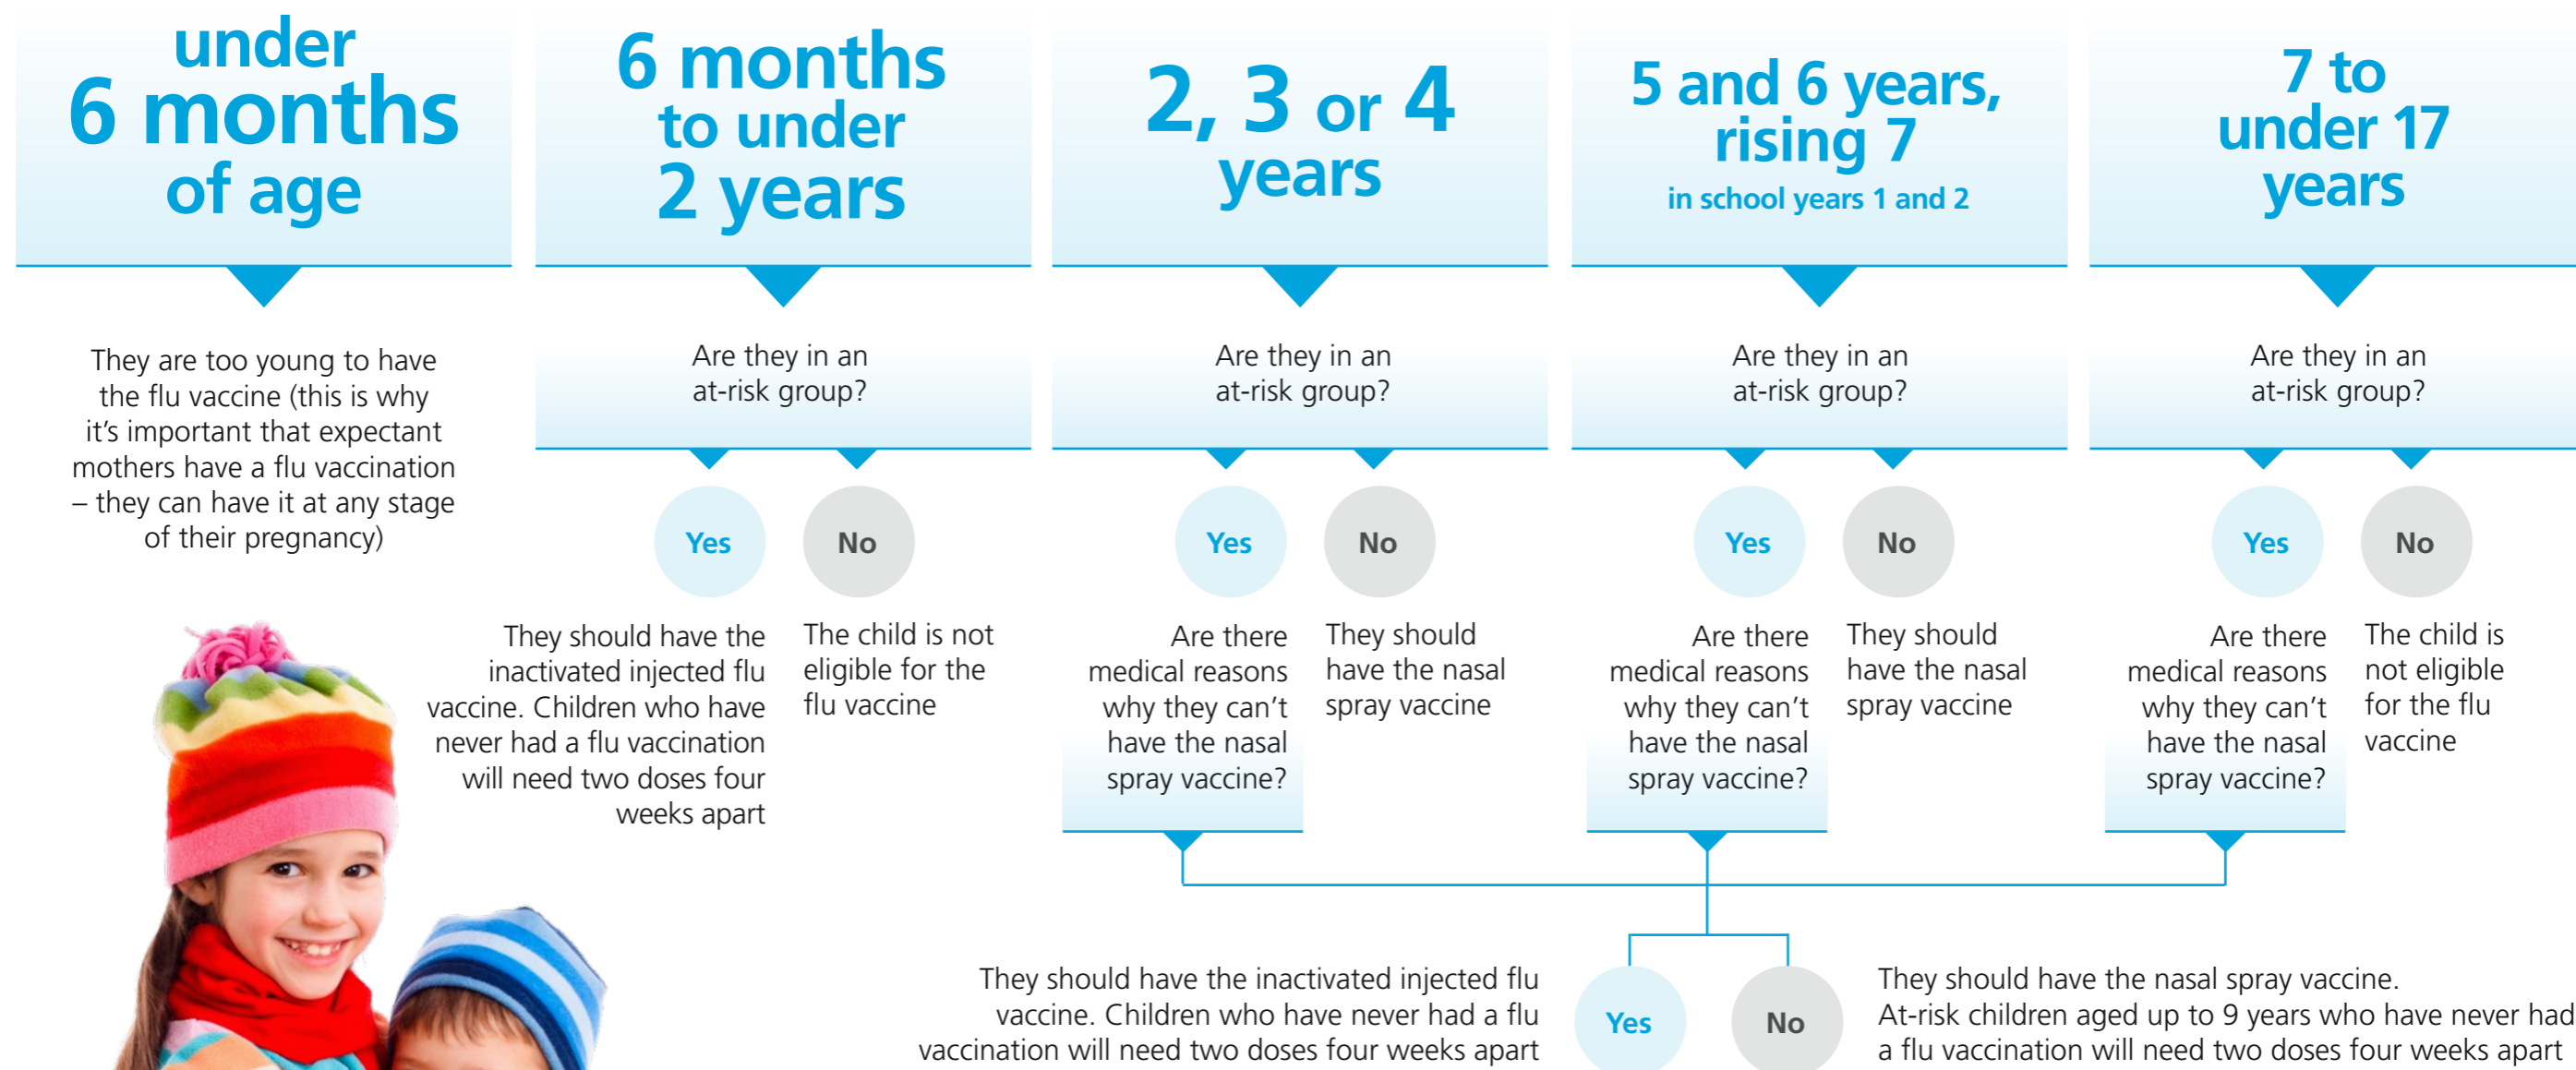 under
6 months
of age
They are too young to have
the flu vaccine (this is why
it’s important that expectant
mothers have a flu vaccination
– they can have it at any stage
of their pregnancy)
6 months
to under
2 years
Are they in an
at-risk group?
Yes
They should have the
inactivated injected flu
vaccine. Children who have
never had a flu vaccination
will need two doses four
weeks apart
No
The child is not
eligible for the
flu vaccine
2, 3 or 4
years
Are they in an
at-risk group?
Yes
Are there
medical reasons
why they can’t
have the nasal
spray vaccine?
No
They should
have the nasal
spray vaccine
5 and 6 years,
rising 7
in school years 1 and 2
Are they in an
at-risk group?
Yes
Are there
medical reasons
why they can’t
have the nasal
spray vaccine?
No
They should
have the nasal
spray vaccine
7 to
under 17
years
Are they in an
at-risk group?
Yes
Are there
medical reasons
why they can’t
have the nasal
spray vaccine?
No
The child is
not eligible
for the flu
vaccine
They should have the inactivated injected flu
vaccine. Children who have never had a flu
vaccination will need two doses four weeks apart
Yes
No
They should have the nasal spray vaccine.
At-risk children aged up to 9 years who have never had
a flu vaccination will need two doses four weeks apart